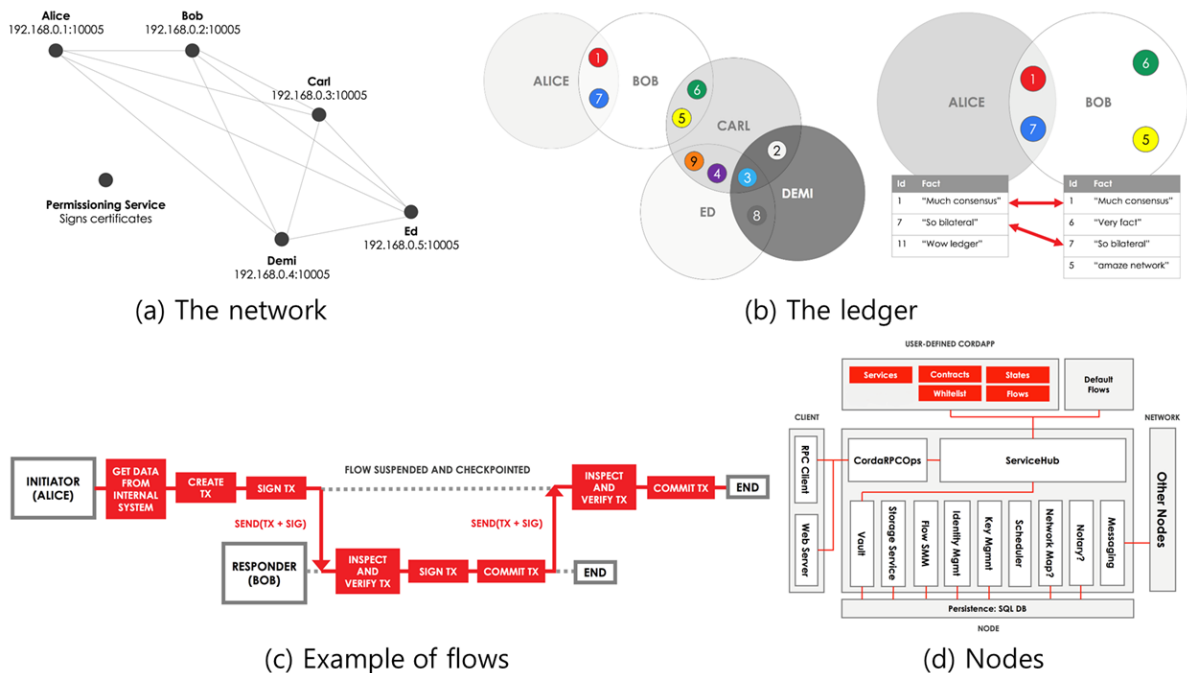 Alice
192.168.0.1:10005
Bob
192.168.0.2:10005
Carl
192.168.0.3:10005
Permissioning Service
Signs certificates
Ed
192.168.0.5:10005
Demi
192.168.0.4:10005
(a) The network
ALICE
1
7
BOB
6
5
CARL
2
9
4
3
DEMI
ED
8
ALICE
1
7
BOB
6
5
Id Fact
1 "Much consensus"
7 "So bilateral"
11 "Wow ledger"
Id Fact
1 "Much consensus"
6 "Very fact"
7 "So bilateral"
5 "amaze network"
(b) The ledger
INITIATOR
(ALICE)
GET DATA
FROM
INTERNAL
SYSTEM
CREATE
TX
SIGN TX
FLOW SUSPENDED AND CHECKPOINTED
INSPECT
AND
VERIFY TX
COMMIT TX
END
SEND(TX + SIG)
SEND(TX + SIG)
RESPONDER
(BOB)
INSPECT
AND
VERIFY TX
SIGN TX
COMMIT TX
END
(c) Example of flows
USER-DEFINED CORDAPP
Services
Contracts
States
Whitelist
Flows
Default
Flows
CLIENT
NETWORK
RPC Client
Web Server
CordaRPCOps
ServiceHub
Vault
Storage Service
Flow SMM
Identity Mgmt
Key Mgmnt
Scheduler
Network Map?
Notary?
Messaging
Other Nodes
Persistence: SQL DB
NODE
(d) Nodes